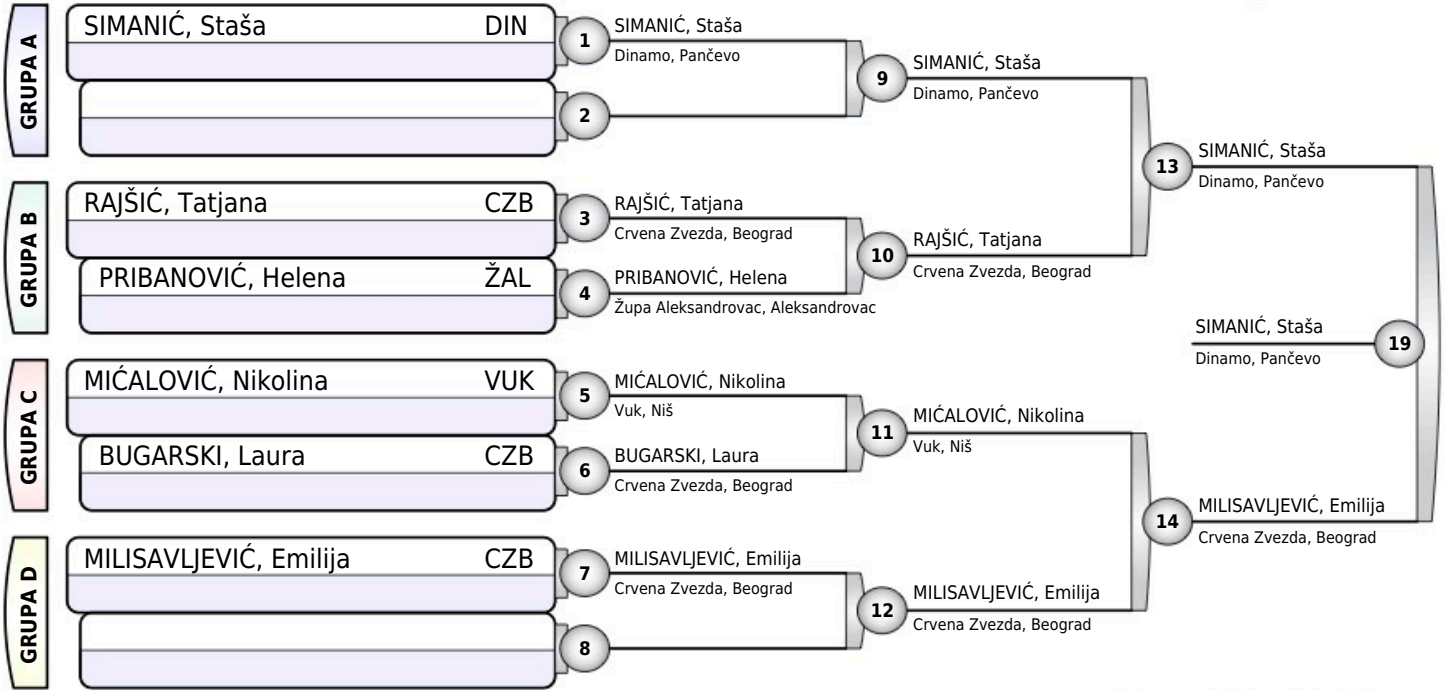 GRUPA A
SIMANIĆ, Staša DIN
1
SIMANIĆ, Staša
Dinamo, Pančevo
2
9
SIMANIĆ, Staša
Dinamo, Pančevo
GRUPA B
RAJŠIĆ, Tatjana CZB
3
RAJŠIĆ, Tatjana
Crvena Zvezda, Beograd
PRIBANOVIĆ, Helena ŽAL
4
PRIBANOVIĆ, Helena
Župa Aleksandrovac, Aleksandrovac
10
RAJŠIĆ, Tatjana
Crvena Zvezda, Beograd
13
SIMANIĆ, Staša
Dinamo, Pančevo
GRUPA C
MIĆALOVIĆ, Nikolina VUK
5
MIĆALOVIĆ, Nikolina
Vuk, Niš
BUGARSKI, Laura CZB
6
BUGARSKI, Laura
Crvena Zvezda, Beograd
11
MIĆALOVIĆ, Nikolina
Vuk, Niš
GRUPA D
MILISAVLJEVIĆ, Emilija CZB
7
MILISAVLJEVIĆ, Emilija
Crvena Zvezda, Beograd
8
12
MILISAVLJEVIĆ, Emilija
Crvena Zvezda, Beograd
14
MILISAVLJEVIĆ, Emilija
Crvena Zvezda, Beograd
SIMANIĆ, Staša
Dinamo, Pančevo
19